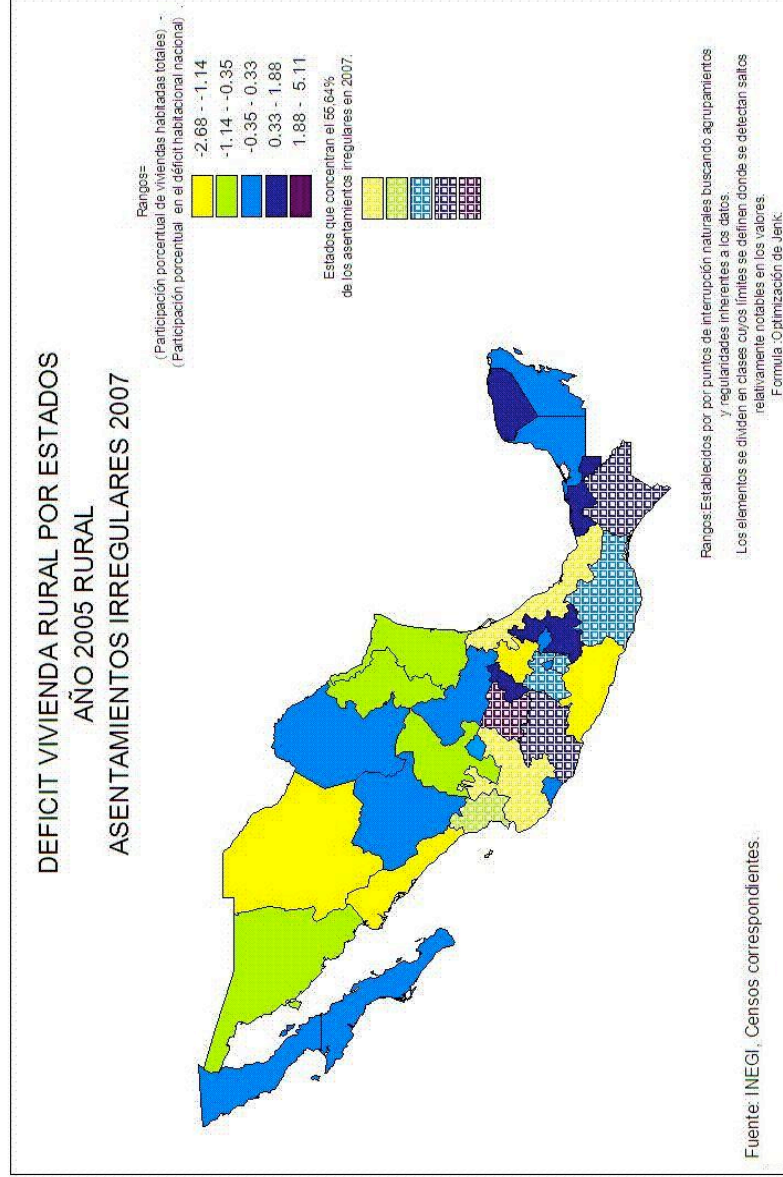 DEFICIT VIVIENDA RURAL POR ESTADOS
AÑO 2005 RURAL
ASENTAMIENTOS IRREGULARES 2007
Rangos=
( Participación porcentual de viviendas habitadas totales) -
( Participación porcentual en el déficit habitacional nacional)
-2.68 - -1.14
-1.14 - -0.35
-0.35 - 0.33
0.33 - 1.88
1.88 - 5.11
Estados que concentran el 55.64%
de los asentamientos irregulares en 2007.
Rangos:Establecidos por por puntos de interrupción naturales buscando agrupamientos
y regularidades inherentes a los datos.
Los elementos se dividen en clases cuyos límites se definen donde se detectan saltos
relativamente notables en los valores.
Formula :Optimización de Jenk.
Fuente: INEGI, Censos correspondientes.